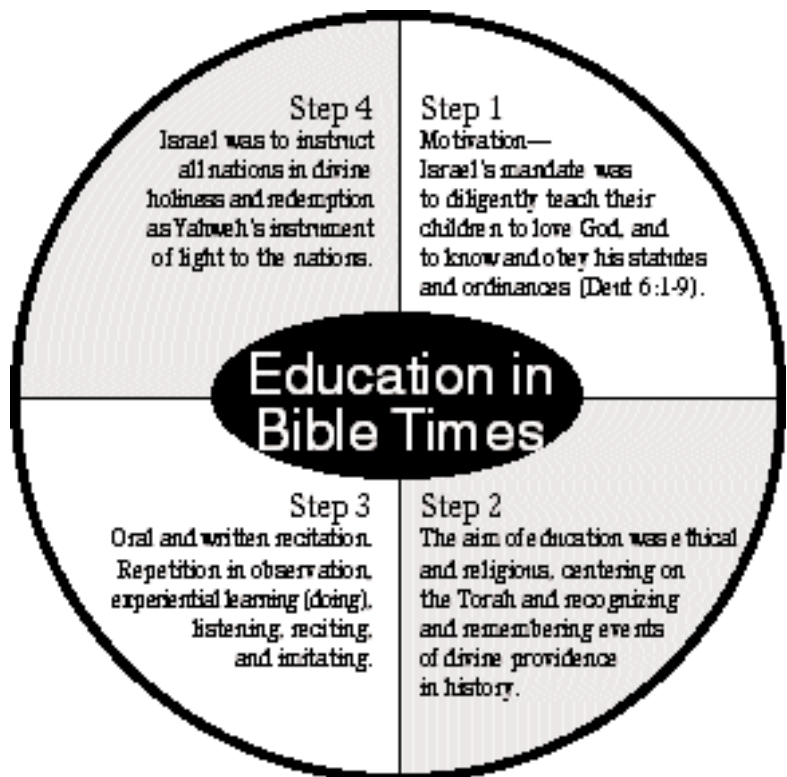 Step 4
Israel was to instruct
all nations in divine
holiness and redemption
as Yahweh's instrument
of light to the nations.
Step 1
Motivation—
Israel's mandate was
to diligently teach their
children to love God, and
to know and obey his statutes
and ordinances (Deut 6:1-9).
Education in
Bible Times
Step 3
Oral and written recitation.
Repetition in observation,
experiential learning (doing),
listening, reciting,
and imitating.
Step 2
The aim of education was ethical
and religious, centering on
the Torah and recognizing
and remembering events
of divine providence
in history.